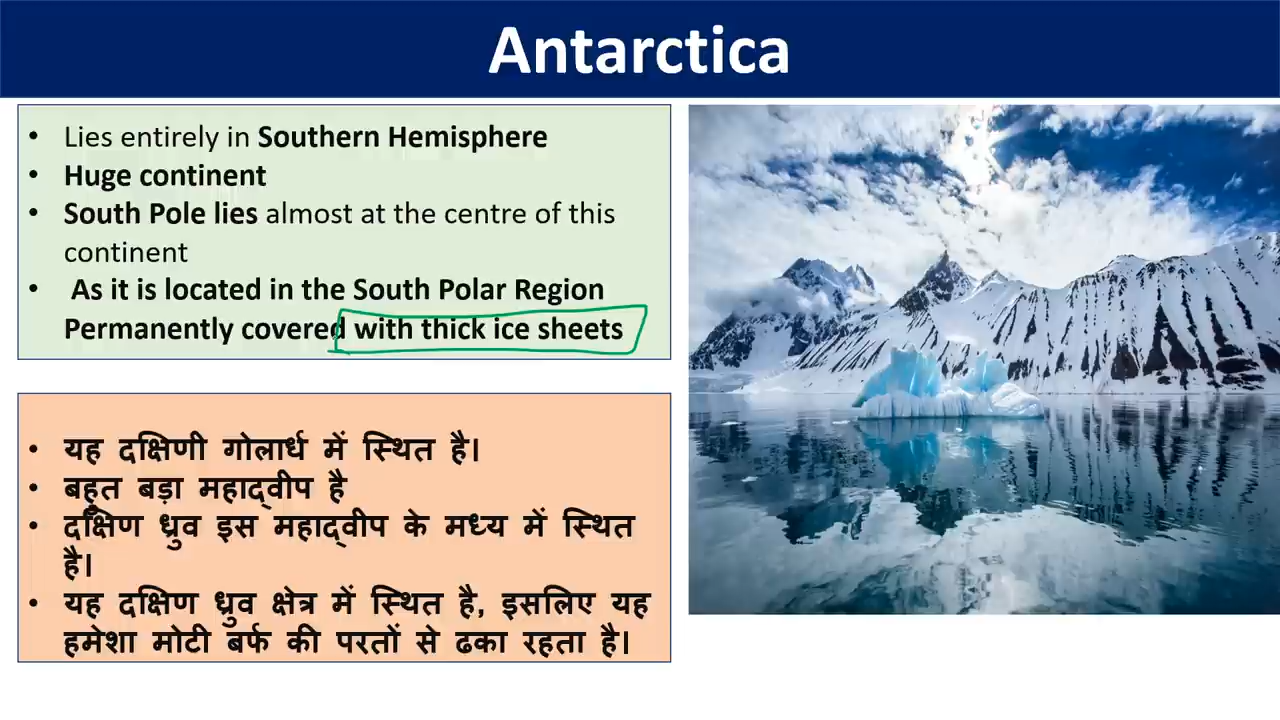 Antarctica
• Lies entirely in Southern Hemisphere
• Huge continent
• South Pole lies almost at the centre of this
continent
• As it is located in the South Polar Region
Permanently covered with thick ice sheets
• यह दक्षिणी गोलार्ध में स्थित है।
• बहुत बड़ा महाद्वीप है
• दक्षिण ध्रुव इस महाद्वीप के मध्य में स्थित
है।
• यह दक्षिण ध्रुव क्षेत्र में स्थित है, इसलिए यह
हमेशा मोटी बर्फ की परतों से ढका रहता है।